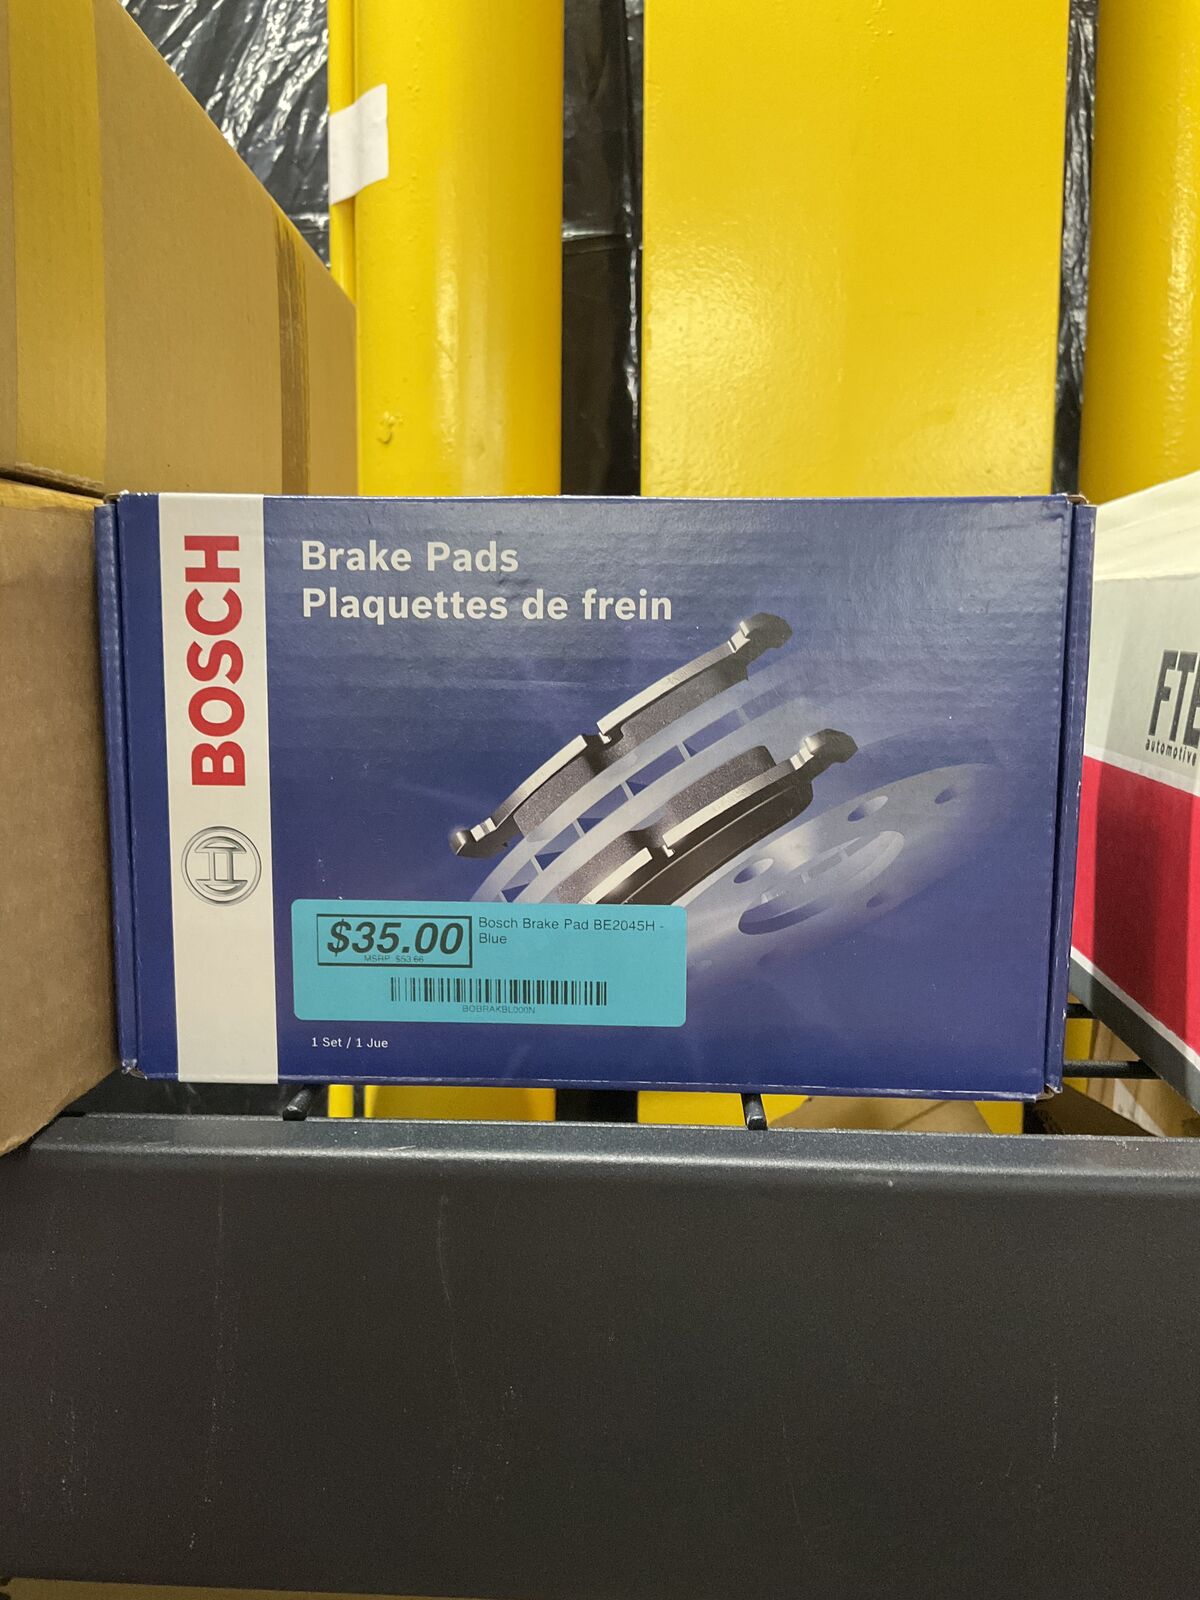 BOSCH
Brake Pads
Plaquettes de frein
$35.00
MSRP: $53.66
Bosch Brake Pad BE2045H -
Blue
BOBRAKBL000N
1 Set / 1 Jue
automotive